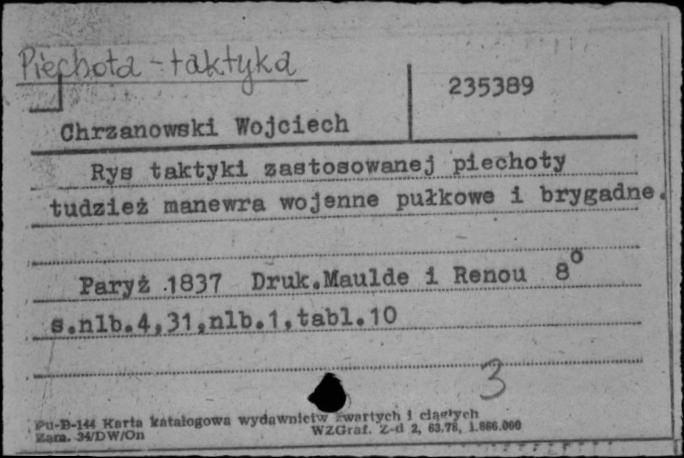 Piechota - taktyka
235389
Chrzanowski Wojciech
Rys taktyki zastosowanej piechoty
tudzież manewra wojenne pułkowe i brygadne.
Paryż 1837 Druk.Maulde i Renou 8°
s.nlb.4,31,nlb.1,tabl.10
3
Pu-B-144 Karta katalogowa wydawnictw zwartych i ciągłych
Zam. 34/DW/On WZGraf. Z-d 2, 63.78, 1.666.000